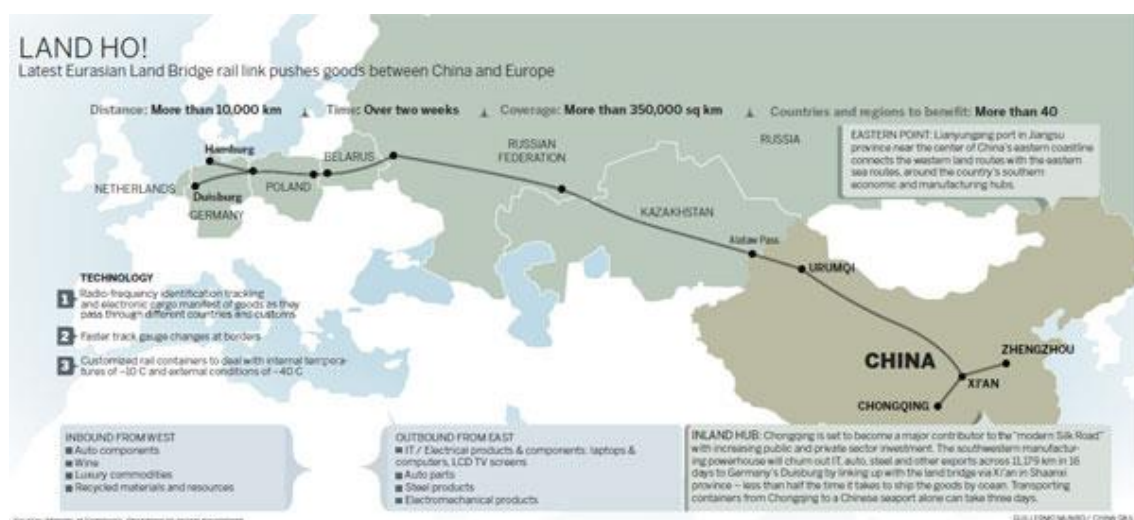 LAND HO!
Latest Eurasian Land Bridge rail link pushes goods between China and Europe
Distance: More than 10,000 km
Time: Over two weeks
Coverage: More than 350,000 sq km
Countries and regions to benefit: More than 40
RUSSIA
EASTERN POINT: Lianyungang port in Jiangsu
province near the center of China's eastern coastline
connects the western land routes with the eastern
sea routes, around the country's southern
economic and manufacturing hubs.
RUSSIAN
FEDERATION
Hamburg
BELARUS
NETHERLANDS
POLAND
Duisburg
GERMANY
KAZAKHSTAN
Alataw Pass
URUMQI
TECHNOLOGY
1 Radio-frequency identification tracking
and electronic cargo manifest of goods as they
pass through different countries and customs
2 Faster track gauge changes at borders
3 Customized rail containers to deal with internal tempera-
tures of -10 C and external conditions of -40 C
CHINA
ZHENGZHOU
XI'AN
CHONGQING
INBOUND FROM WEST
Auto components
Wine
Luxury commodities
Recycled materials and resources
OUTBOUND FROM EAST
IT / Electrical products & components: laptops &
computers, LCD TV screens
Auto parts
Steel products
Electromechanical products
INLAND HUB: Chongqing is set to become a major contributor to the "modern Silk Road"
with increasing public and private sector investment. The southwestern manufactur-
ing powerhouse will churn out IT, auto, steel and other exports across 11,179 km in 16
days to Germany's Duisburg by linking up with the land bridge via Xi'an in Shaanxi
province – less than half the time it takes to ship the goods by ocean. Transporting
containers from Chongqing to a Chinese seaport alone can take three days.